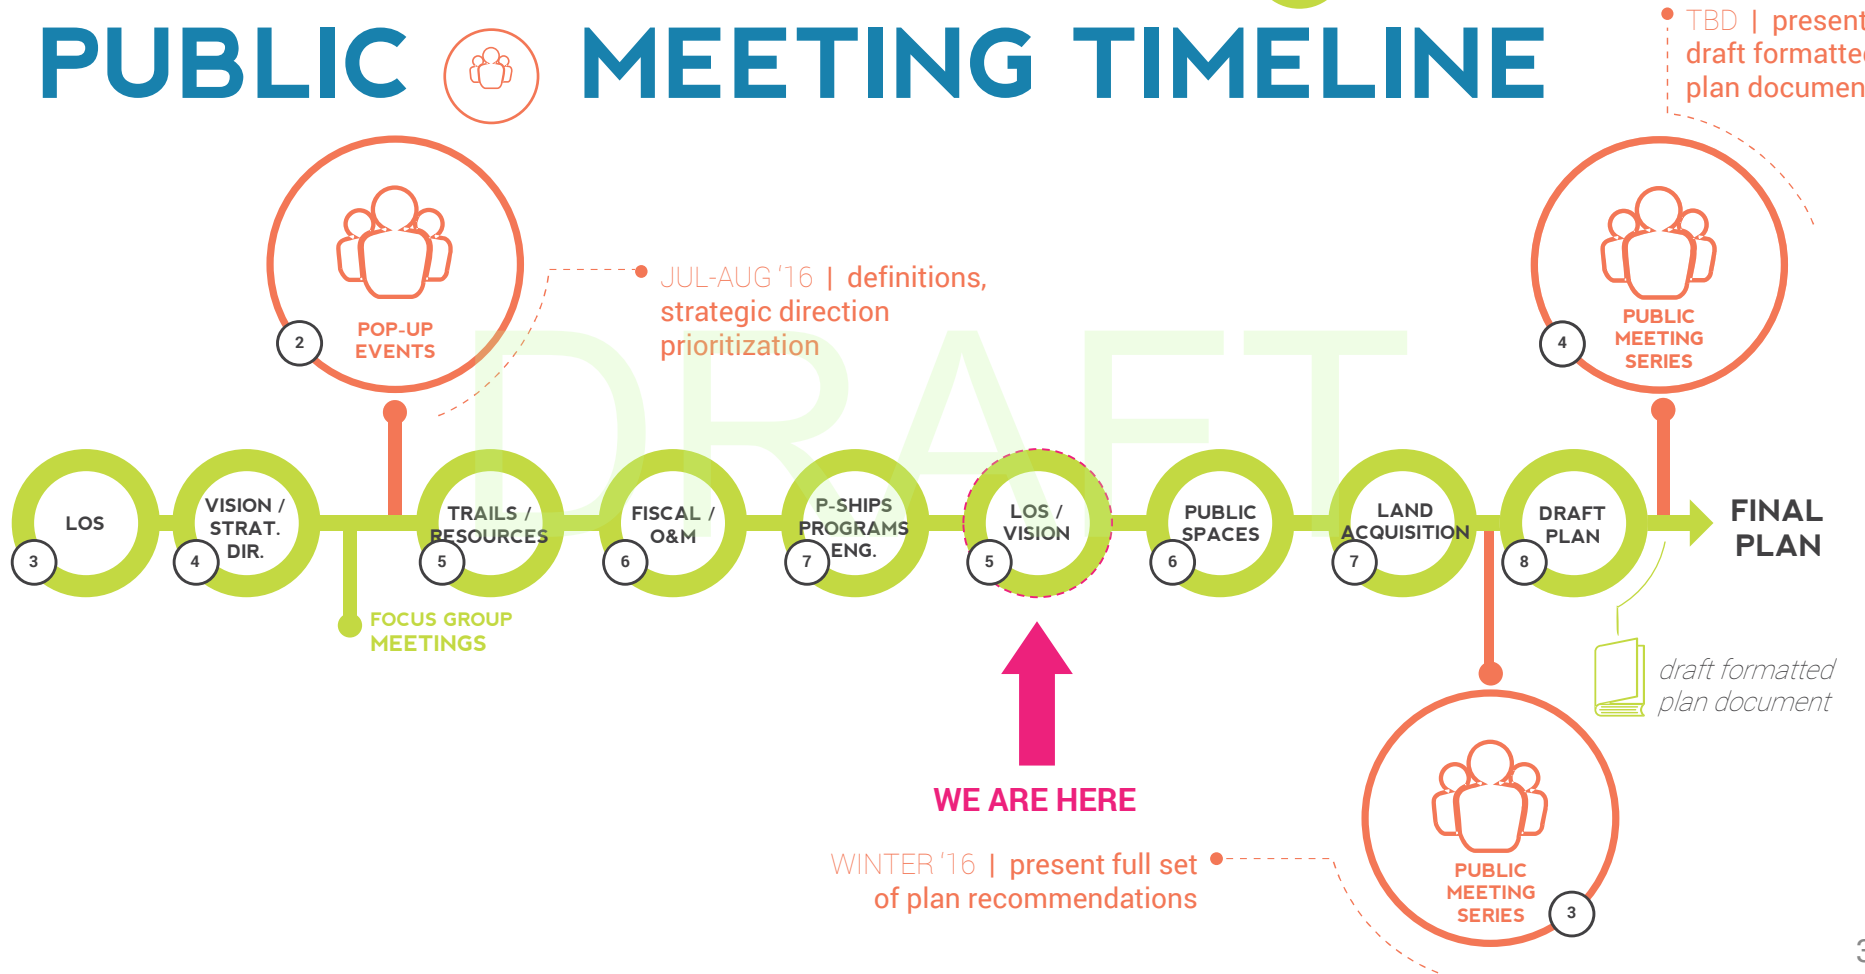 PUBLIC MEETING TIMELINE
TBD | present
draft formatted
plan documen
POP-UP
EVENTS
2
JUL-AUG '16 | definitions,
strategic direction
prioritization
PUBLIC
MEETING
SERIES
4
DRAFT
LOS
3
VISION /
STRAT.
DIR.
4
TRAILS /
RESOURCES
5
FISCAL /
O&M
6
P-SHIPS
PROGRAMS
ENG.
7
LOS /
VISION
5
PUBLIC
SPACES
6
LAND
ACQUISITION
7
DRAFT
PLAN
8
FINAL
PLAN
FOCUS GROUP
MEETINGS
draft formatted
plan document
WE ARE HERE
WINTER '16 | present full set
of plan recommendations
PUBLIC
MEETING
SERIES
3
3